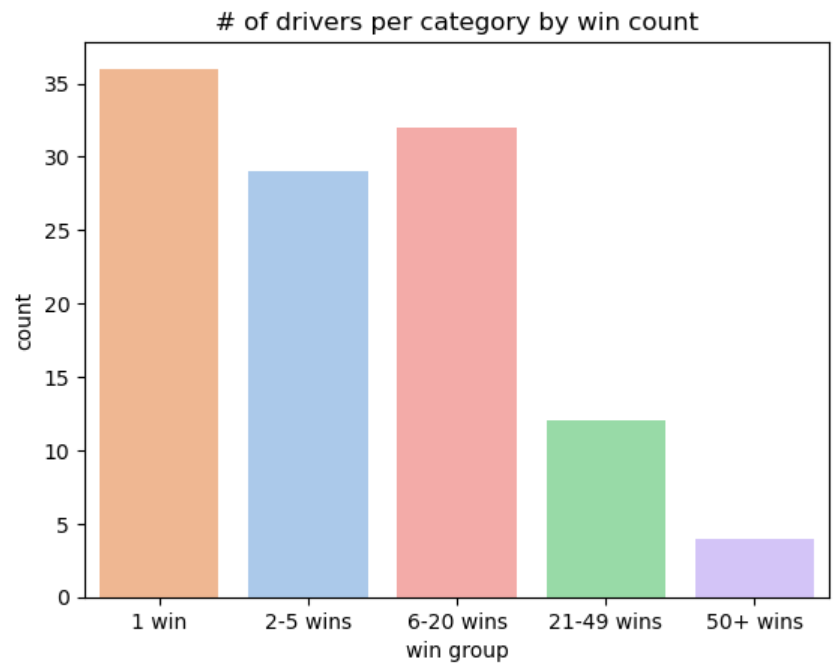 # of drivers per category by win count
35
30
25
20
15
10
5
0
count
1 win 2-5 wins 6-20 wins 21-49 wins 50+ wins
win group